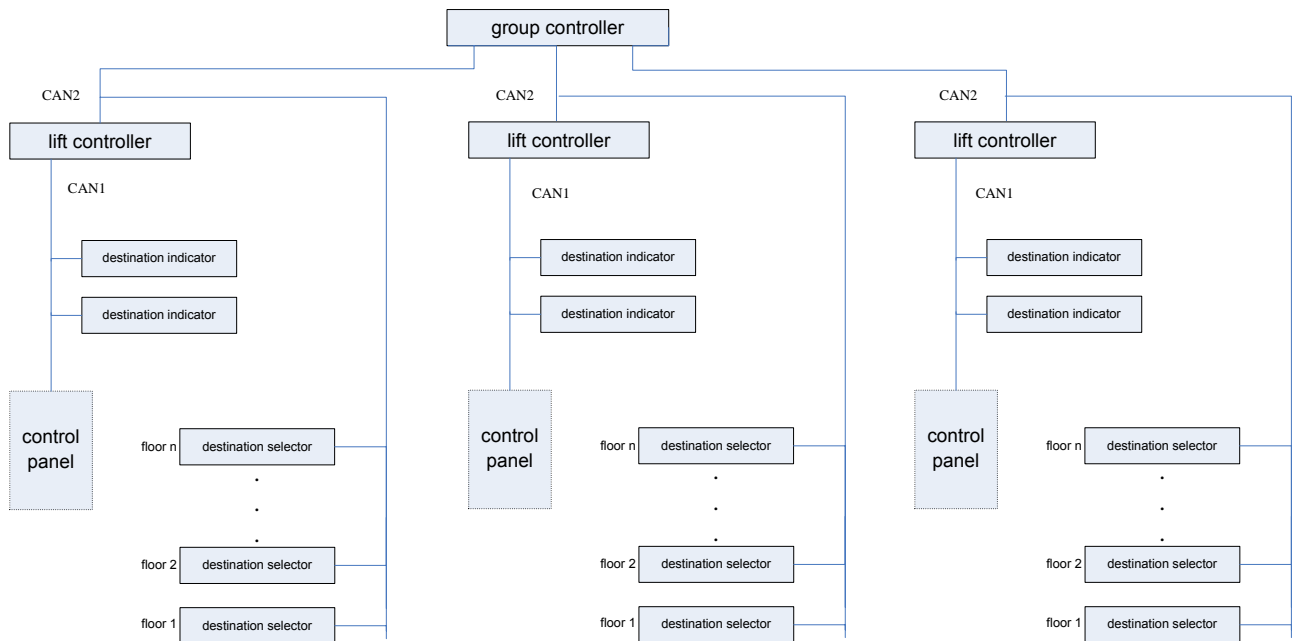 group controller
CAN2
CAN2
CAN2
lift controller
lift controller
lift controller
CAN1
CAN1
CAN1
destination indicator
destination indicator
destination indicator
destination indicator
destination indicator
destination indicator
control
panel
control
panel
control
panel
floor n
destination selector
floor n
destination selector
floor n
destination selector
floor 2
destination selector
floor 2
destination selector
floor 2
destination selector
floor 1
destination selector
floor 1
destination selector
floor 1
destination selector